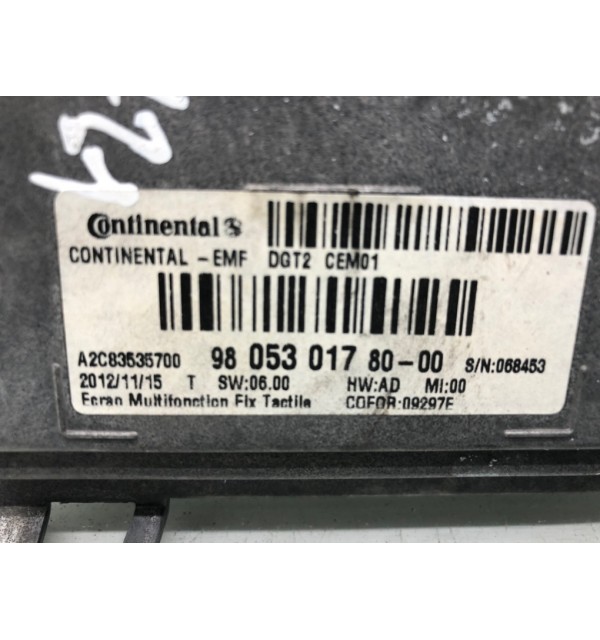 Continental
CONTINENTAL - EMF DGT2 CEM01
A2C83535700 98 053 017 80-00 S/N:068453
2012/11/15 T SW:06.00 HW:AD MI:00
Ecran Multifonction Fix Tactile COFOR:09297E